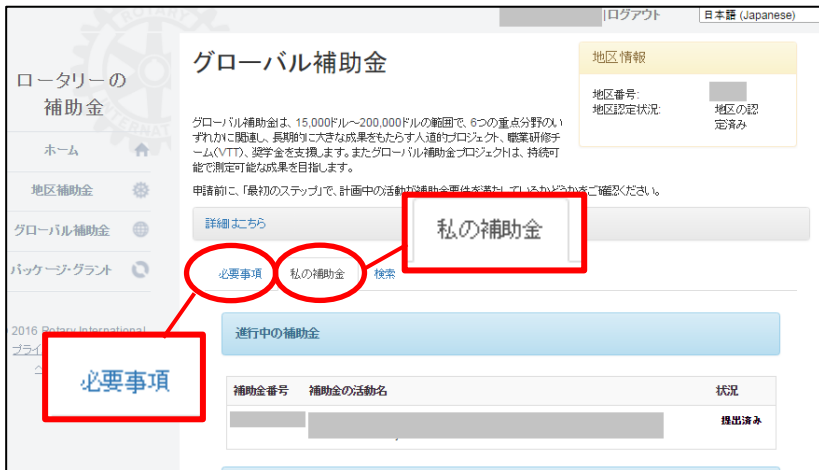 |ログアウト
日本語 (Japanese)
ロータリーの
補助金
ホーム
地区補助金
グローバル補助金
パッケージ・グラント
2016 Rotary International
プライ
グローバル補助金
地区情報
地区番号:
地区認定状況: 地区の認
定済み
グローバル補助金は、15,000ドル～200,000ドルの範囲で、6つの重点分野のい
ずれかに関連し、長期的に大きな成果をもたらす人道的プロジェクト、職業研修チ
ーム(VTT)、奨学金を支援します。またグローバル補助金プロジェクトは、持続可
能で測定可能な成果を目指します。
申請前に、「最初のステップ」で、計画中の活動が補助金要件を満たしているかどうかをご確認ください。
詳細はこちら
私の補助金
必要事項 私の補助金 検索
必要事項
進行中の補助金
補助金番号 補助金の活動名 状況
提出済み